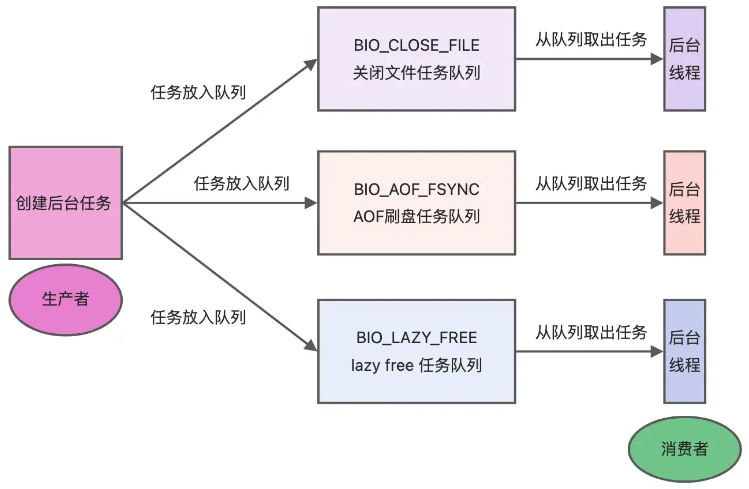 创建后台任务
生产者
任务放入队列
BIO_CLOSE_FILE
关闭文件任务队列
从队列取出任务
后台
线程
任务放入队列
BIO_AOF_FSYNC
AOF刷盘任务队列
从队列取出任务
后台
线程
任务放入队列
BIO_LAZY_FREE
lazy free 任务队列
从队列取出任务
后台
线程
消费者